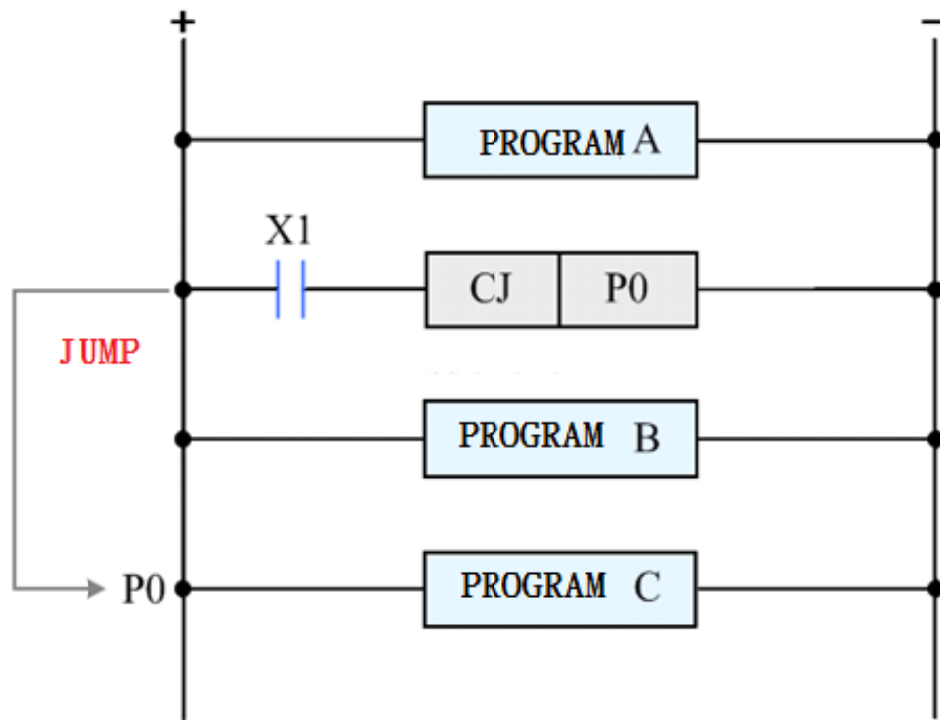 + −
PROGRAM A
X1
CJ P0
JUMP
PROGRAM B
P0 PROGRAM C